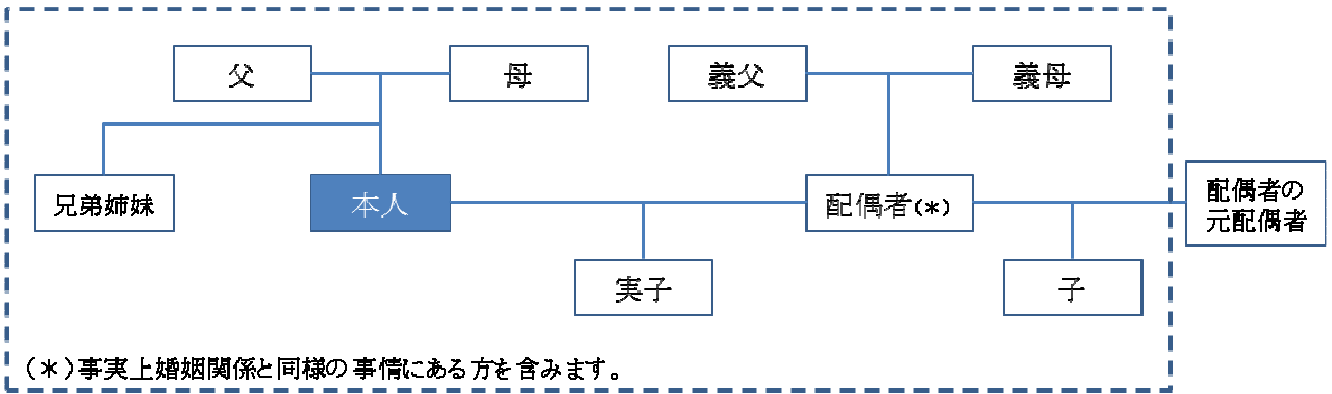 父
母
義父
義母
兄弟姉妹
本人
配偶者(＊)
配偶者の
元配偶者
実子
子
(＊)事実上婚姻関係と同様の事情にある方を含みます。